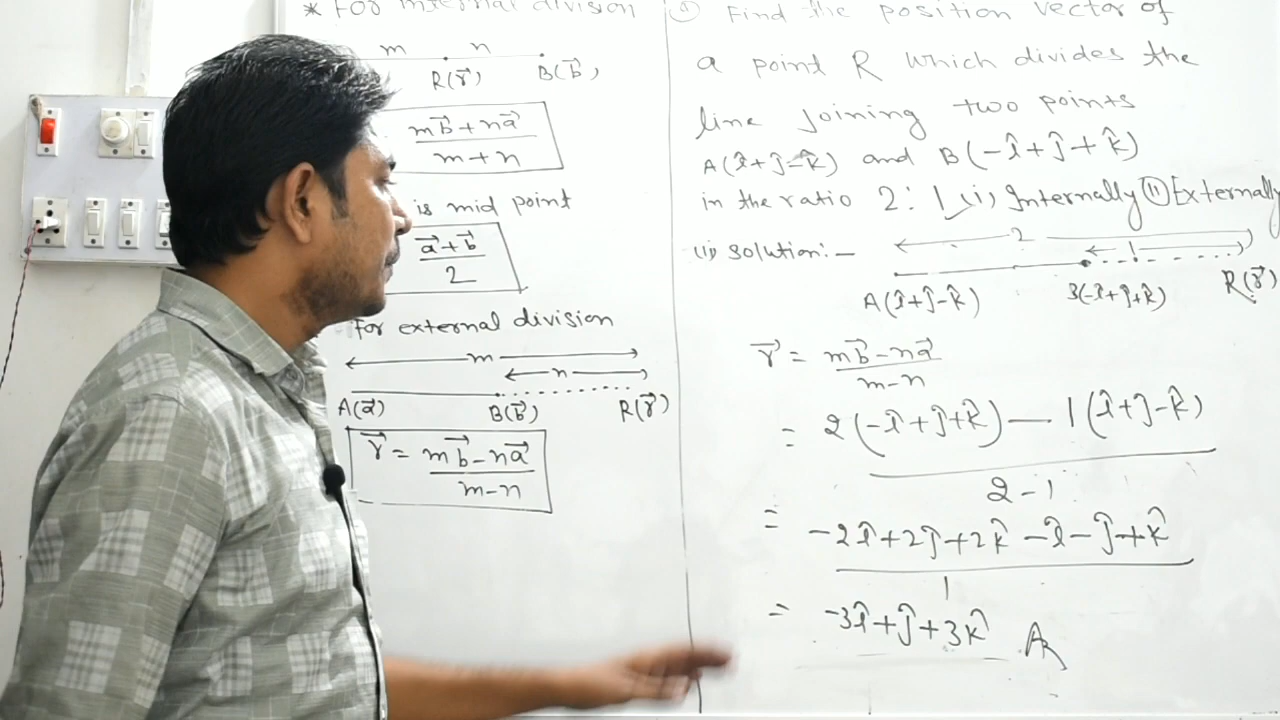 * For internal division
m n
R(r⃗) B(b⃗)
mb⃗+na⃗
m+n
is mid point
a⃗+b⃗
2
For external division
m
n
A(a⃗) B(b⃗) R(r⃗)
r⃗ = mb⃗-na⃗
m-n
① Find the position vector of
a point R which divides the
line joining two points
A(î+ĵ-k̂) and B(-î+ĵ+k̂)
in the ratio 2:1 (i) Internally (ii) Externally
(ii) solution:-
2
1
A(î+ĵ-k̂) B(-î+ĵ+k̂) R(r⃗)
r⃗ = mb⃗-na⃗
m-n
= 2(-î+ĵ+k̂) — 1(î+ĵ-k̂)
2-1
= -2î+2ĵ+2k̂ -î-ĵ+k̂
1
= -3î+ĵ+3k̂